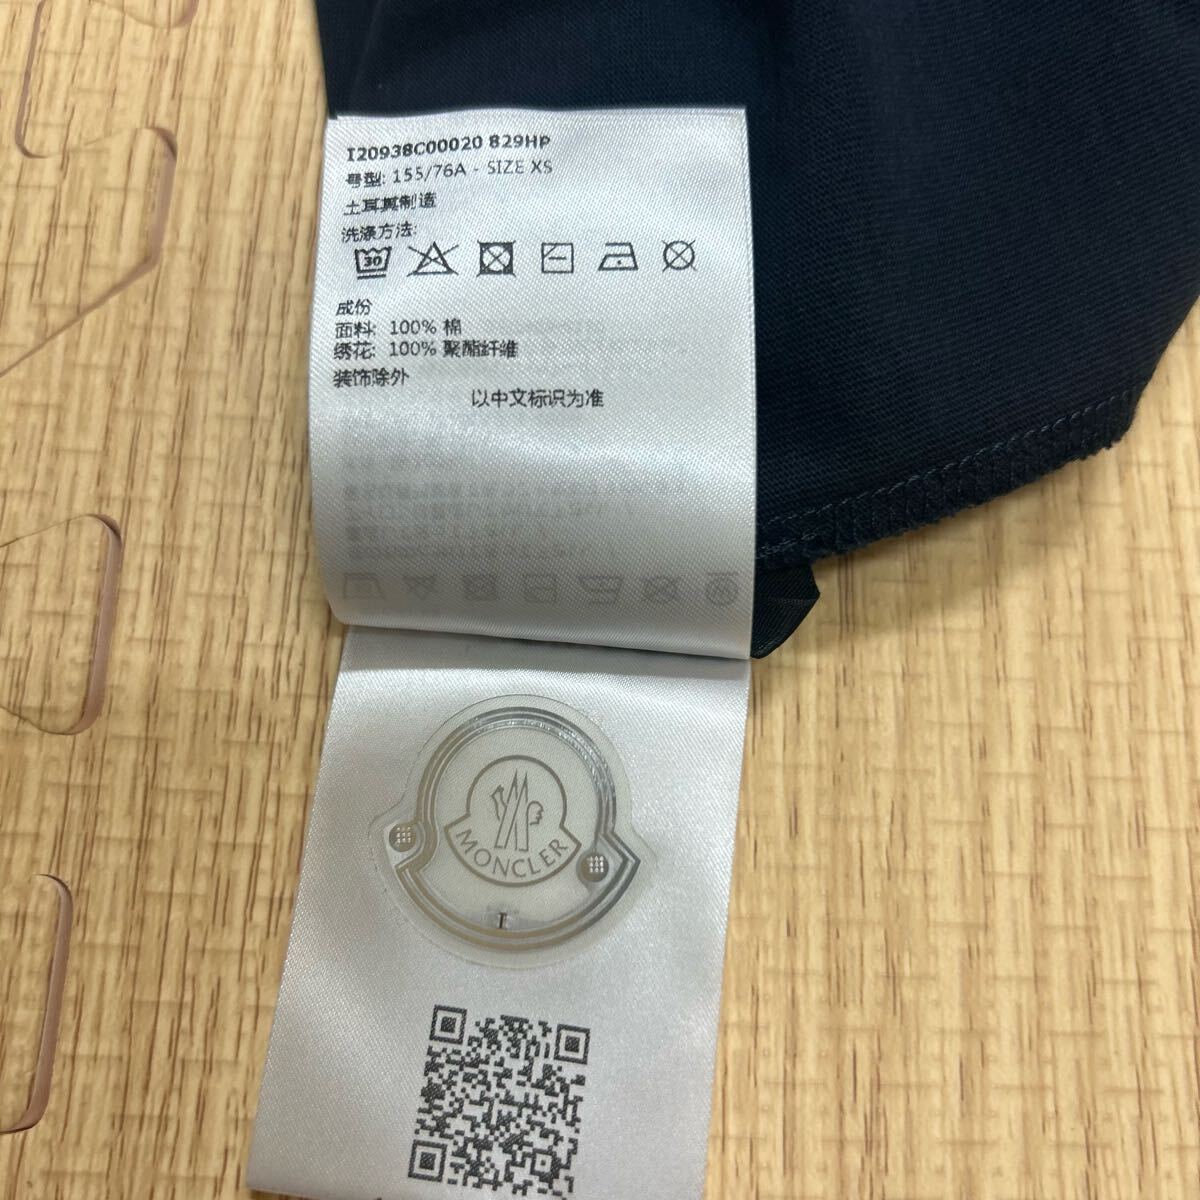 I20938C00020 829HP
号型: 155/76A - SIZE XS
土耳其制造
洗涤方法:
30
成份
面料: 100% 棉
绣花: 100% 聚酯纤维
装饰除外
以中文标识为准
MONCLER